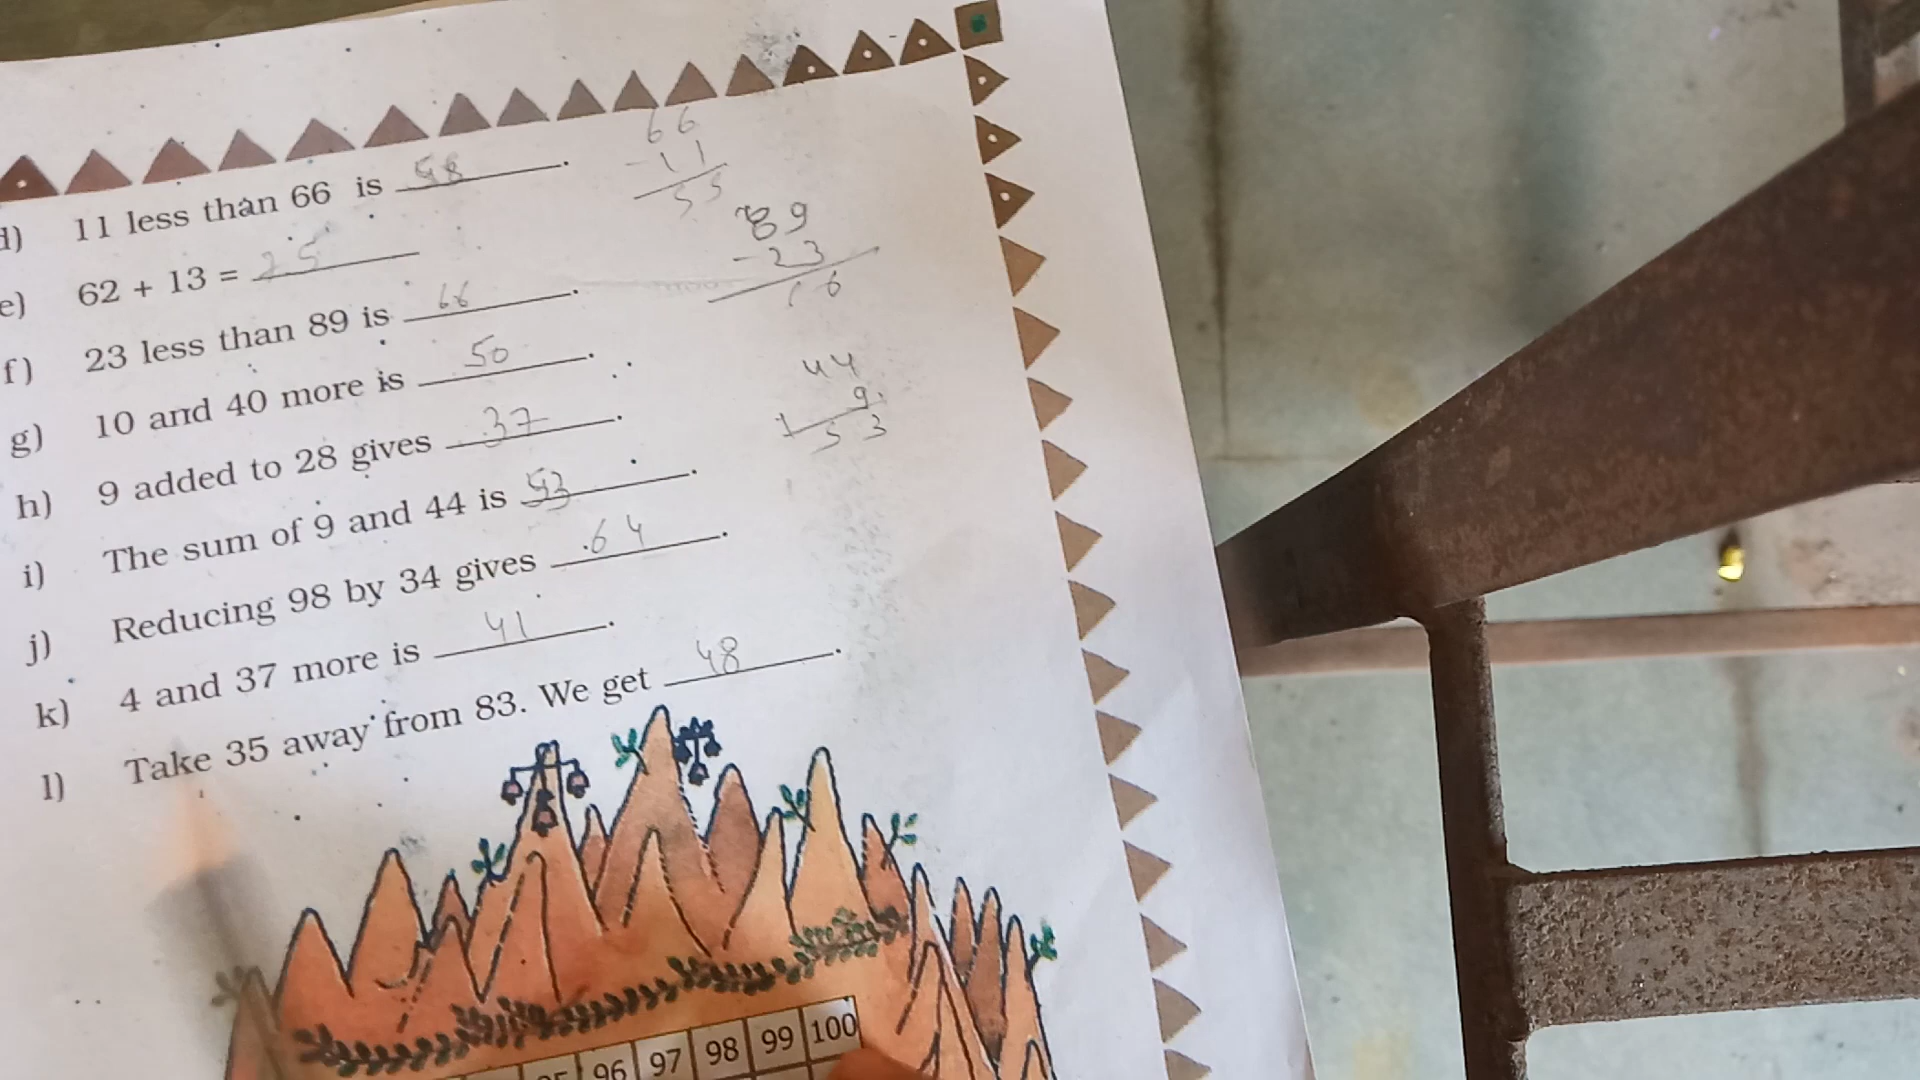 d) 11 less than 66 is 58.
e) 62 + 13 = 25
f) 23 less than 89 is 66.
g) 10 and 40 more is 50.
h) 9 added to 28 gives 37.
i) The sum of 9 and 44 is 53.
j) Reducing 98 by 34 gives 64.
k) 4 and 37 more is 41.
l) Take 35 away from 83. We get 48.
66
-11
55
89
-23
44
9
+
53
96 97 98 99 100